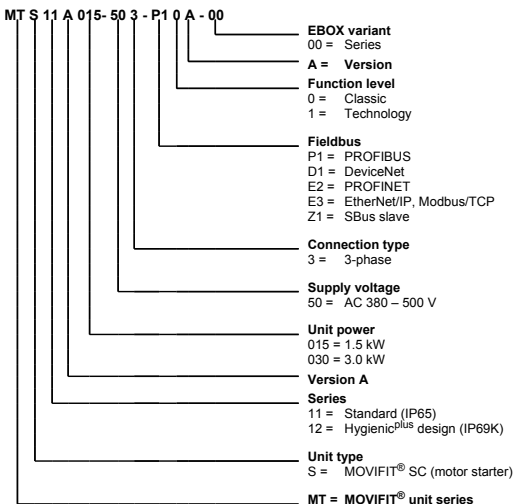 MT S 11 A 015- 50 3 - P1 0 A - 00
EBOX variant
00 = Series
A = Version
Function level
0 = Classic
1 = Technology
Fieldbus
P1 = PROFIBUS
D1 = DeviceNet
E2 = PROFINET
E3 = EtherNet/IP, Modbus/TCP
Z1 = SBus slave
Connection type
3 = 3-phase
Supply voltage
50 = AC 380 – 500 V
Unit power
015 = 1.5 kW
030 = 3.0 kW
Version A
Series
11 = Standard (IP65)
12 = Hygienicplus design (IP69K)
Unit type
S = MOVIFIT® SC (motor starter)
MT = MOVIFIT® unit series